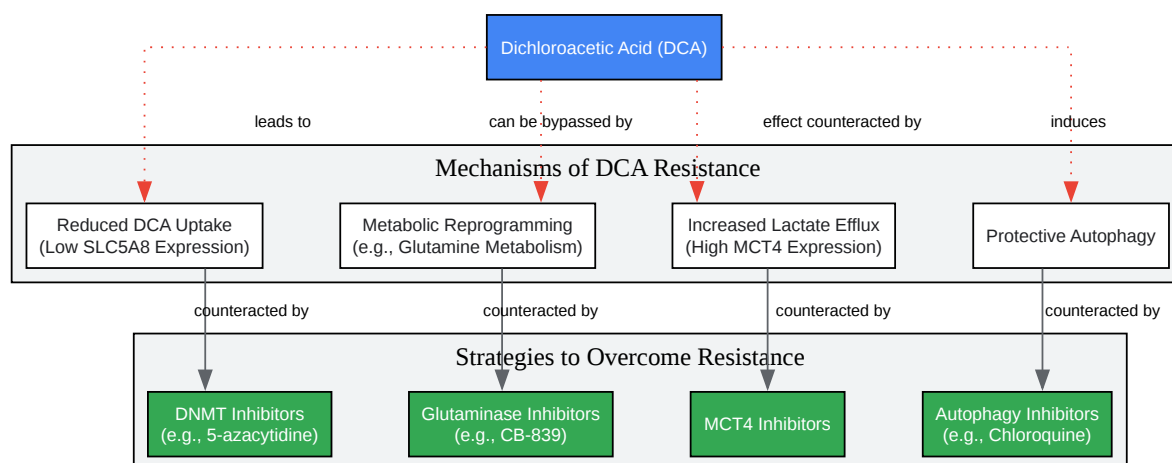 Dichloroacetic Acid (DCA)
leads to
can be bypassed by
effect counteracted by
induces
Mechanisms of DCA Resistance
Reduced DCA Uptake
(Low SLC5A8 Expression)
Metabolic Reprogramming
(e.g., Glutamine Metabolism)
Increased Lactate Efflux
(High MCT4 Expression)
Protective Autophagy
counteracted by
counteracted by
counteracted by
counteracted by
Strategies to Overcome Resistance
DNMT Inhibitors
(e.g., 5-azacytidine)
Glutaminase Inhibitors
(e.g., CB-839)
MCT4 Inhibitors
Autophagy Inhibitors
(e.g., Chloroquine)